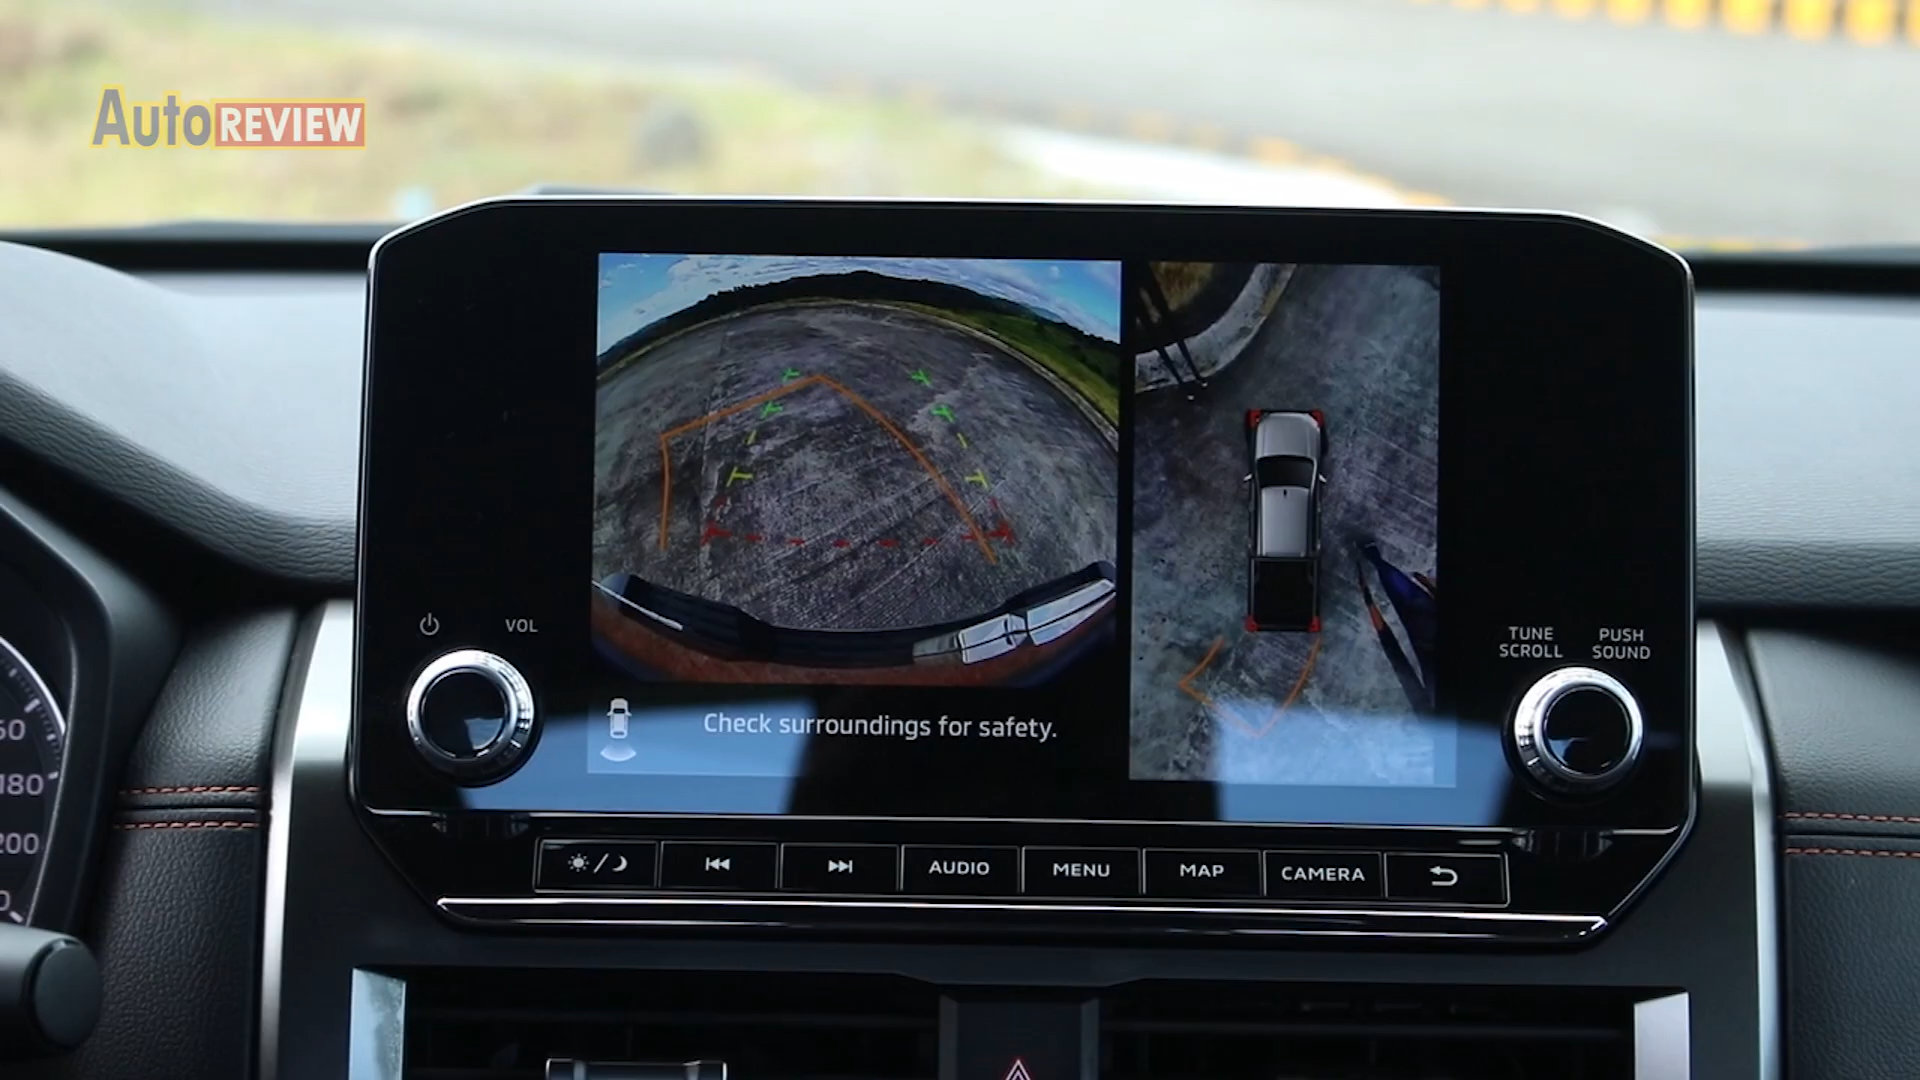 AutoREVIEW
VOL
TUNE SCROLL
PUSH SOUND
Check surroundings for safety.
AUDIO
MENU
MAP
CAMERA
180
200